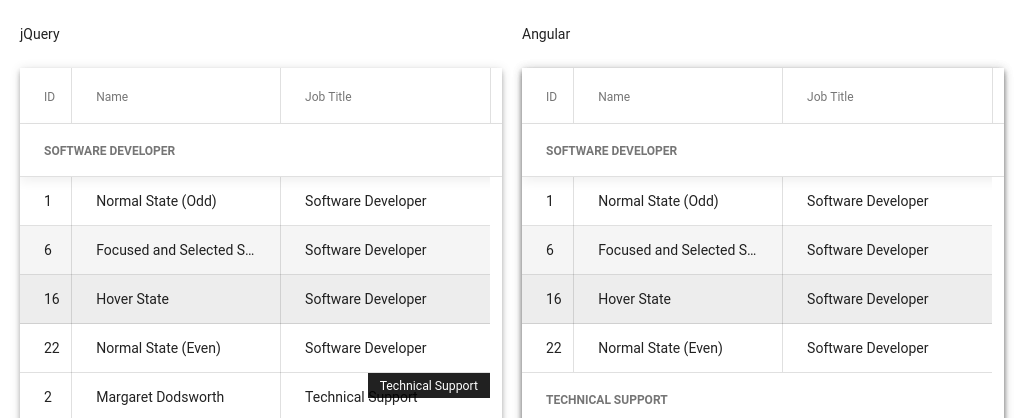 jQuery
ID Name Job Title
SOFTWARE DEVELOPER
1 Normal State (Odd) Software Developer
6 Focused and Selected S... Software Developer
16 Hover State Software Developer
22 Normal State (Even) Software Developer
Technical Support
2 Margaret Dodsworth Technical Support
Angular
ID Name Job Title
SOFTWARE DEVELOPER
1 Normal State (Odd) Software Developer
6 Focused and Selected S... Software Developer
16 Hover State Software Developer
22 Normal State (Even) Software Developer
TECHNICAL SUPPORT